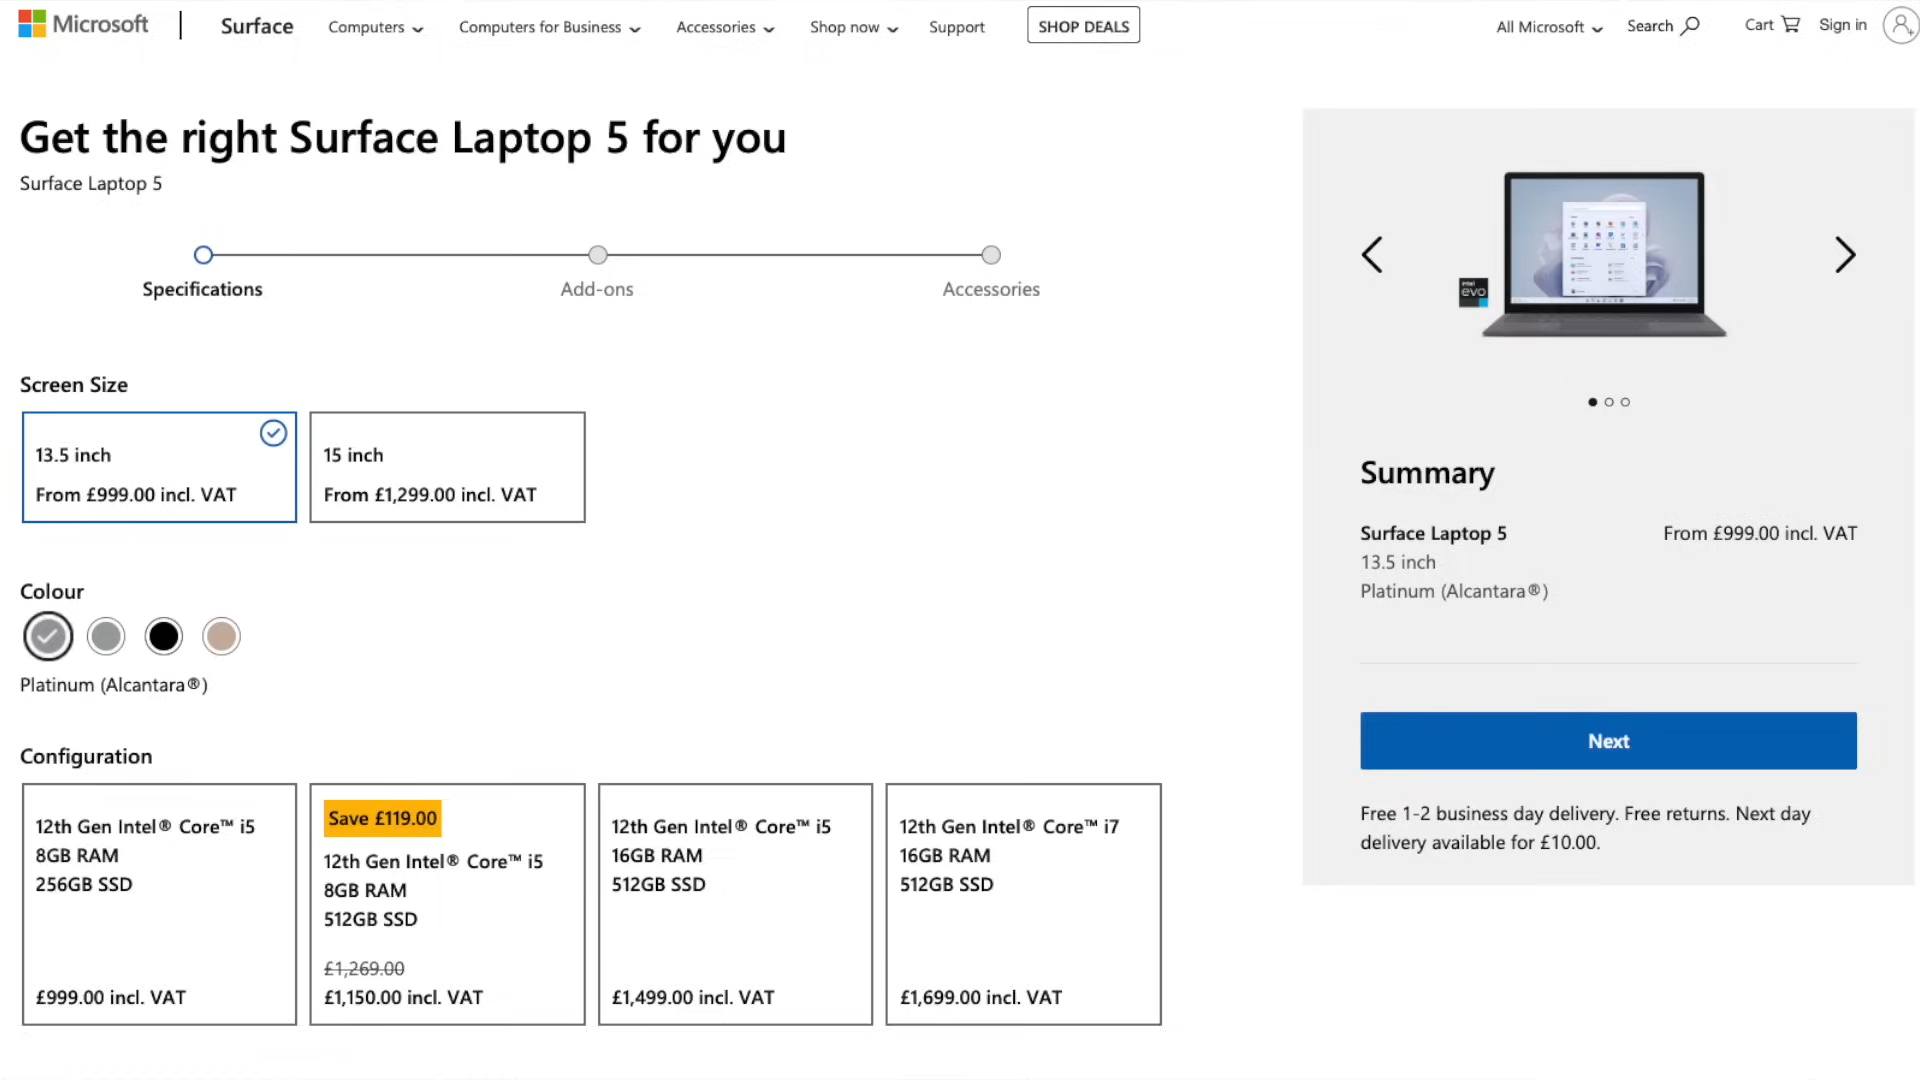 Microsoft
Surface
Computers
Computers for Business
Accessories
Shop now
Support
SHOP DEALS
All Microsoft
Search
Cart
Sign in
Get the right Surface Laptop 5 for you
Surface Laptop 5
Specifications
Add-ons
Accessories
Screen Size
13.5 inch
From £999.00 incl. VAT
15 inch
From £1,299.00 incl. VAT
Colour
Platinum (Alcantara®)
Configuration
12th Gen Intel® Core™ i5
8GB RAM
256GB SSD
£999.00 incl. VAT
Save £119.00
12th Gen Intel® Core™ i5
8GB RAM
512GB SSD
£1,269.00
£1,150.00 incl. VAT
12th Gen Intel® Core™ i5
16GB RAM
512GB SSD
£1,499.00 incl. VAT
12th Gen Intel® Core™ i7
16GB RAM
512GB SSD
£1,699.00 incl. VAT
intel
evo
Summary
Surface Laptop 5
From £999.00 incl. VAT
13.5 inch
Platinum (Alcantara®)
Next
Free 1-2 business day delivery. Free returns. Next day
delivery available for £10.00.